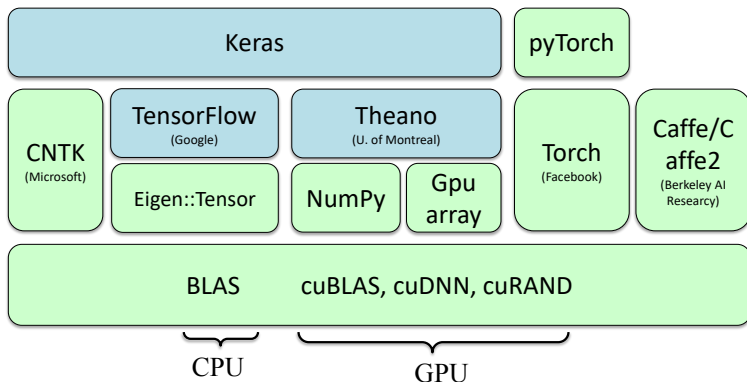 Keras
pyTorch
CNTK
(Microsoft)
TensorFlow
(Google)
Eigen::Tensor
Theano
(U. of Montreal)
NumPy
Gpu
array
Torch
(Facebook)
Caffe/C
affe2
(Berkeley AI
Researcy)
BLAS cuBLAS, cuDNN, cuRAND
CPU GPU